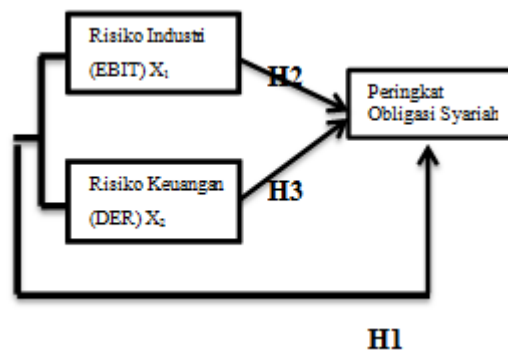 Risiko Industri
(EBIT) X₁
H2
Peringkat
Obligasi Syariah
Risiko Keuangan
(DER) X₂
H3
H1